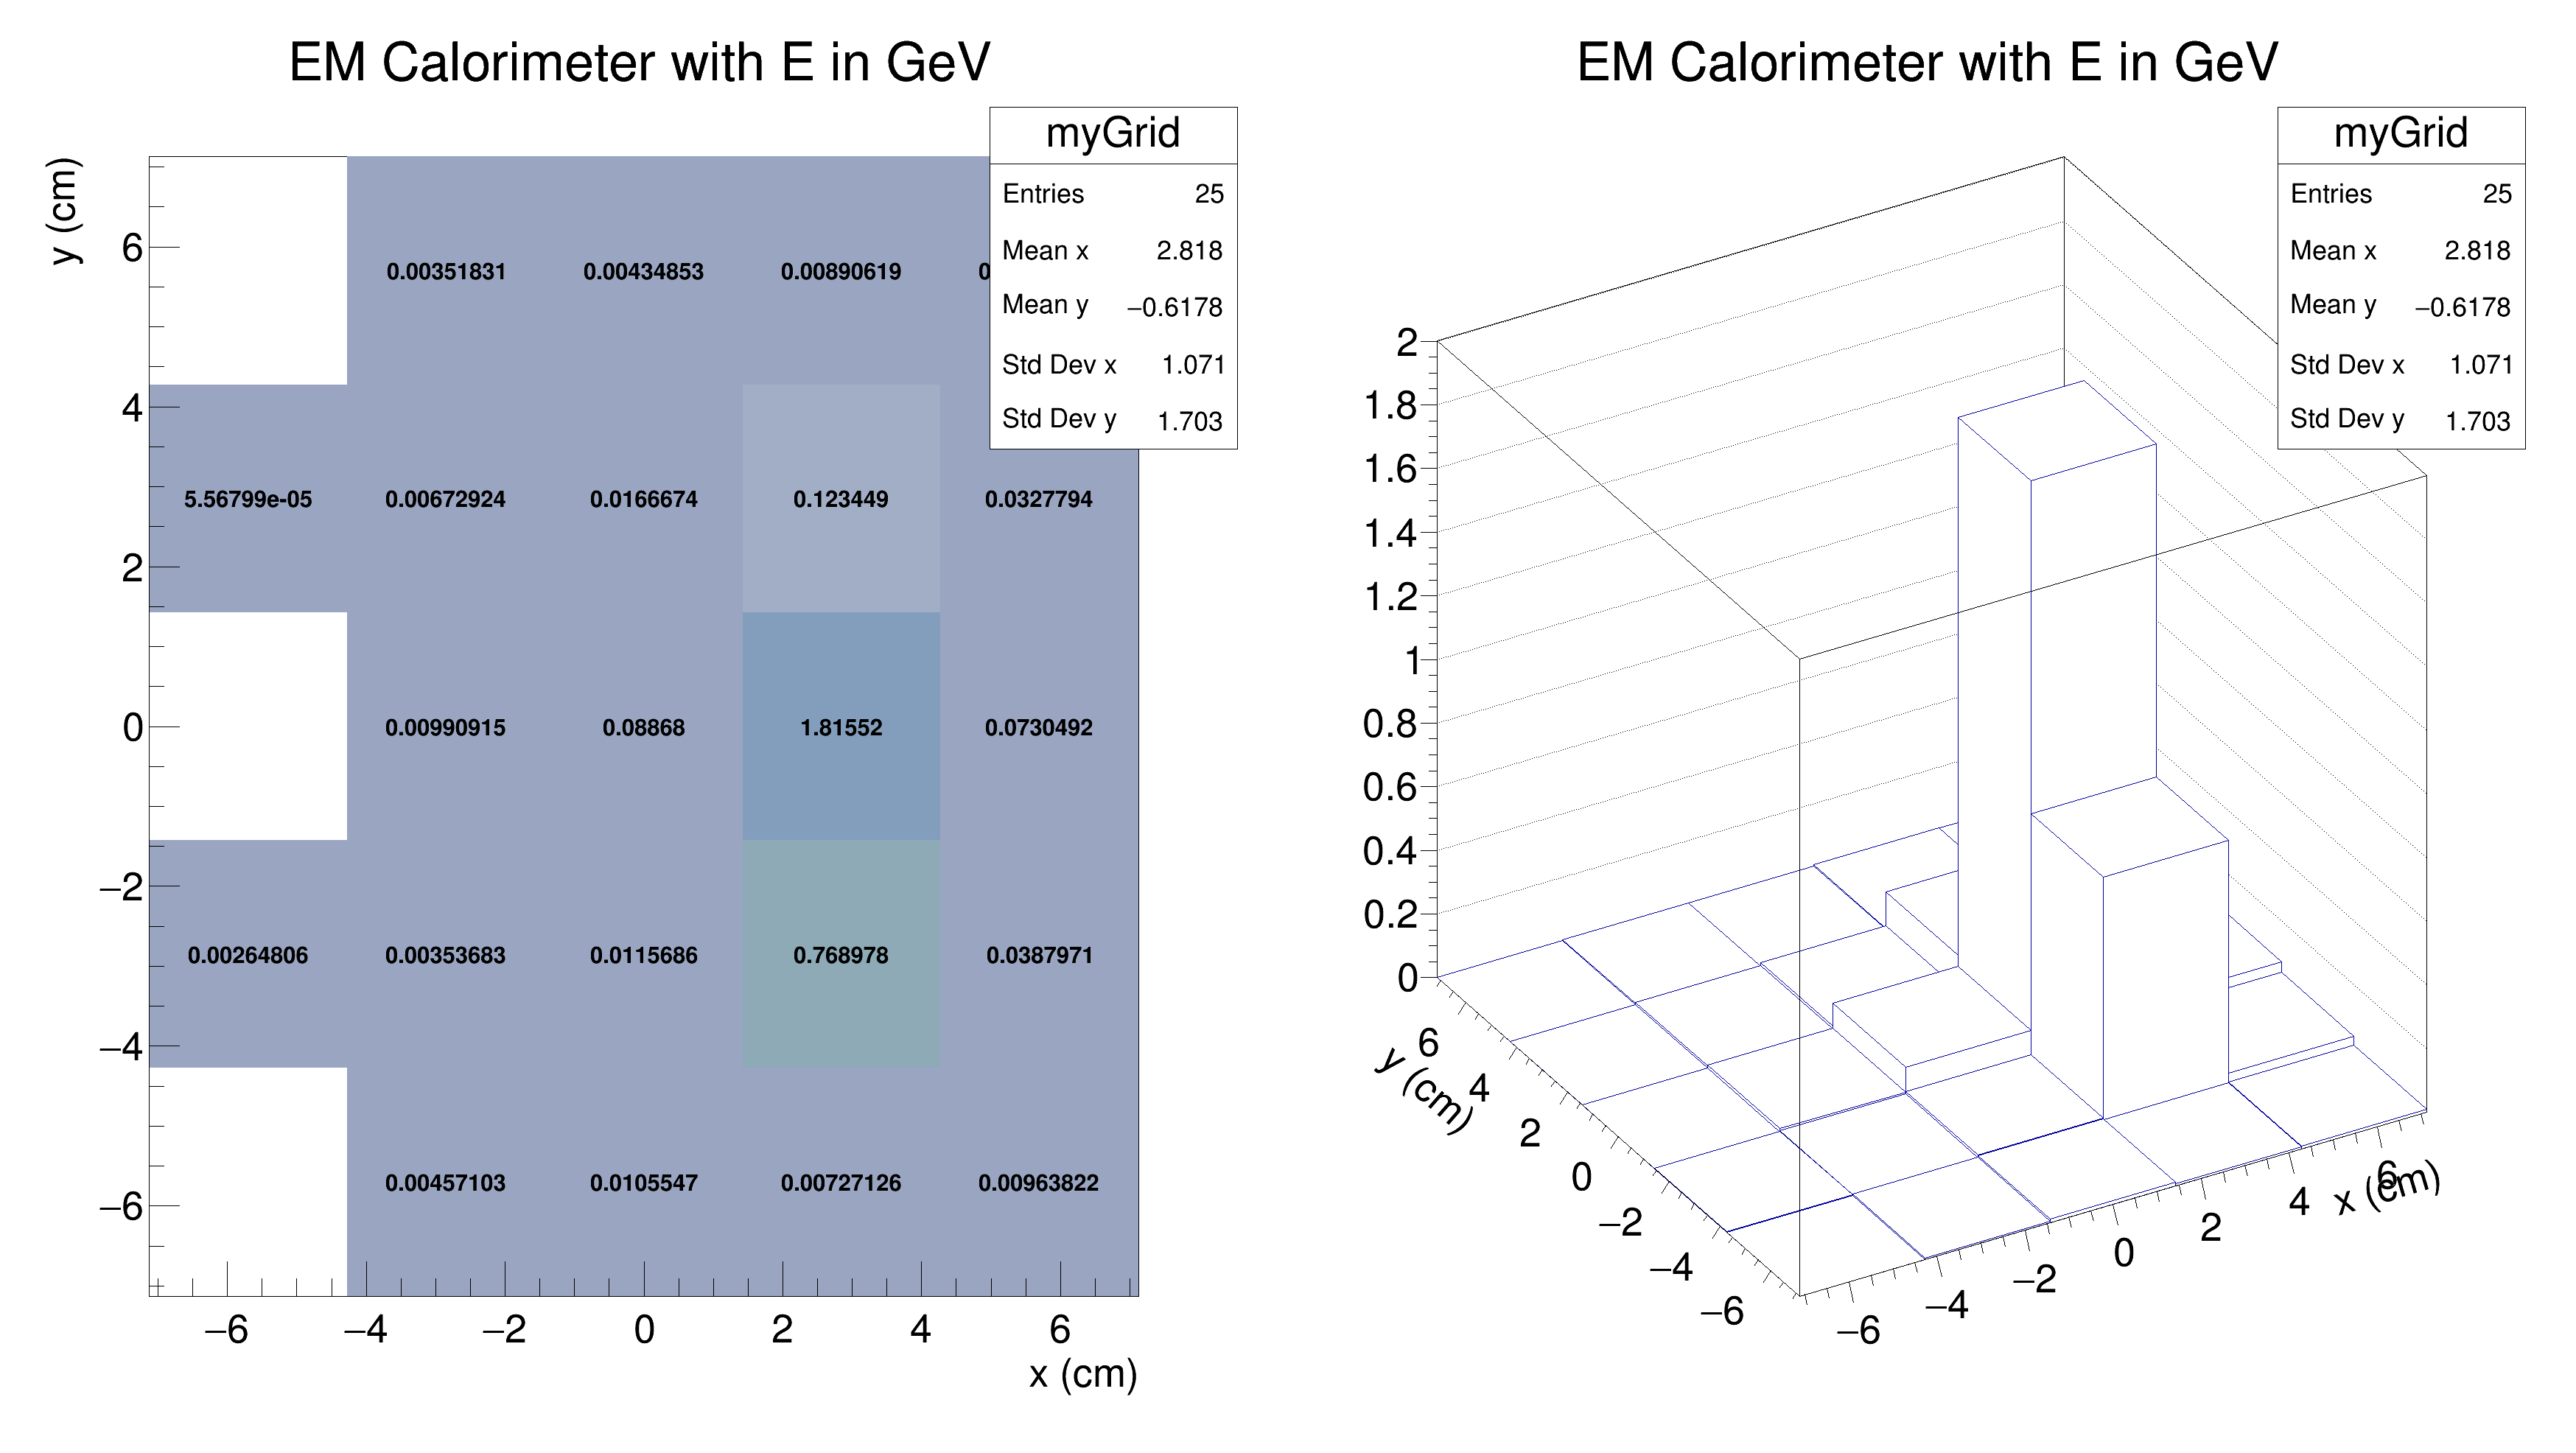 EM Calorimeter with E in GeV
myGrid
Entries 25
Mean x 2.818
Mean y −0.6178
Std Dev x 1.071
Std Dev y 1.703
y (cm)
6
4
2
0
−2
−4
−6
0.00351831 0.00434853 0.00890619 0
5.56799e-05 0.00672924 0.0166674 0.123449 0.0327794
0.00990915 0.08868 1.81552 0.0730492
0.00264806 0.00353683 0.0115686 0.768978 0.0387971
0.00457103 0.0105547 0.00727126 0.00963822
−6 −4 −2 0 2 4 6
x (cm)
EM Calorimeter with E in GeV
myGrid
Entries 25
Mean x 2.818
Mean y −0.6178
Std Dev x 1.071
Std Dev y 1.703
2
1.8
1.6
1.4
1.2
1
0.8
0.6
0.4
0.2
0
y (cm)
6
4
2
0
−2
−4
−6
−6 −4 −2 0 2 4 6
x (cm)